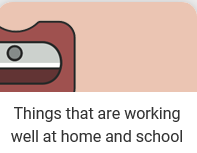 Things that are working
well at home and school